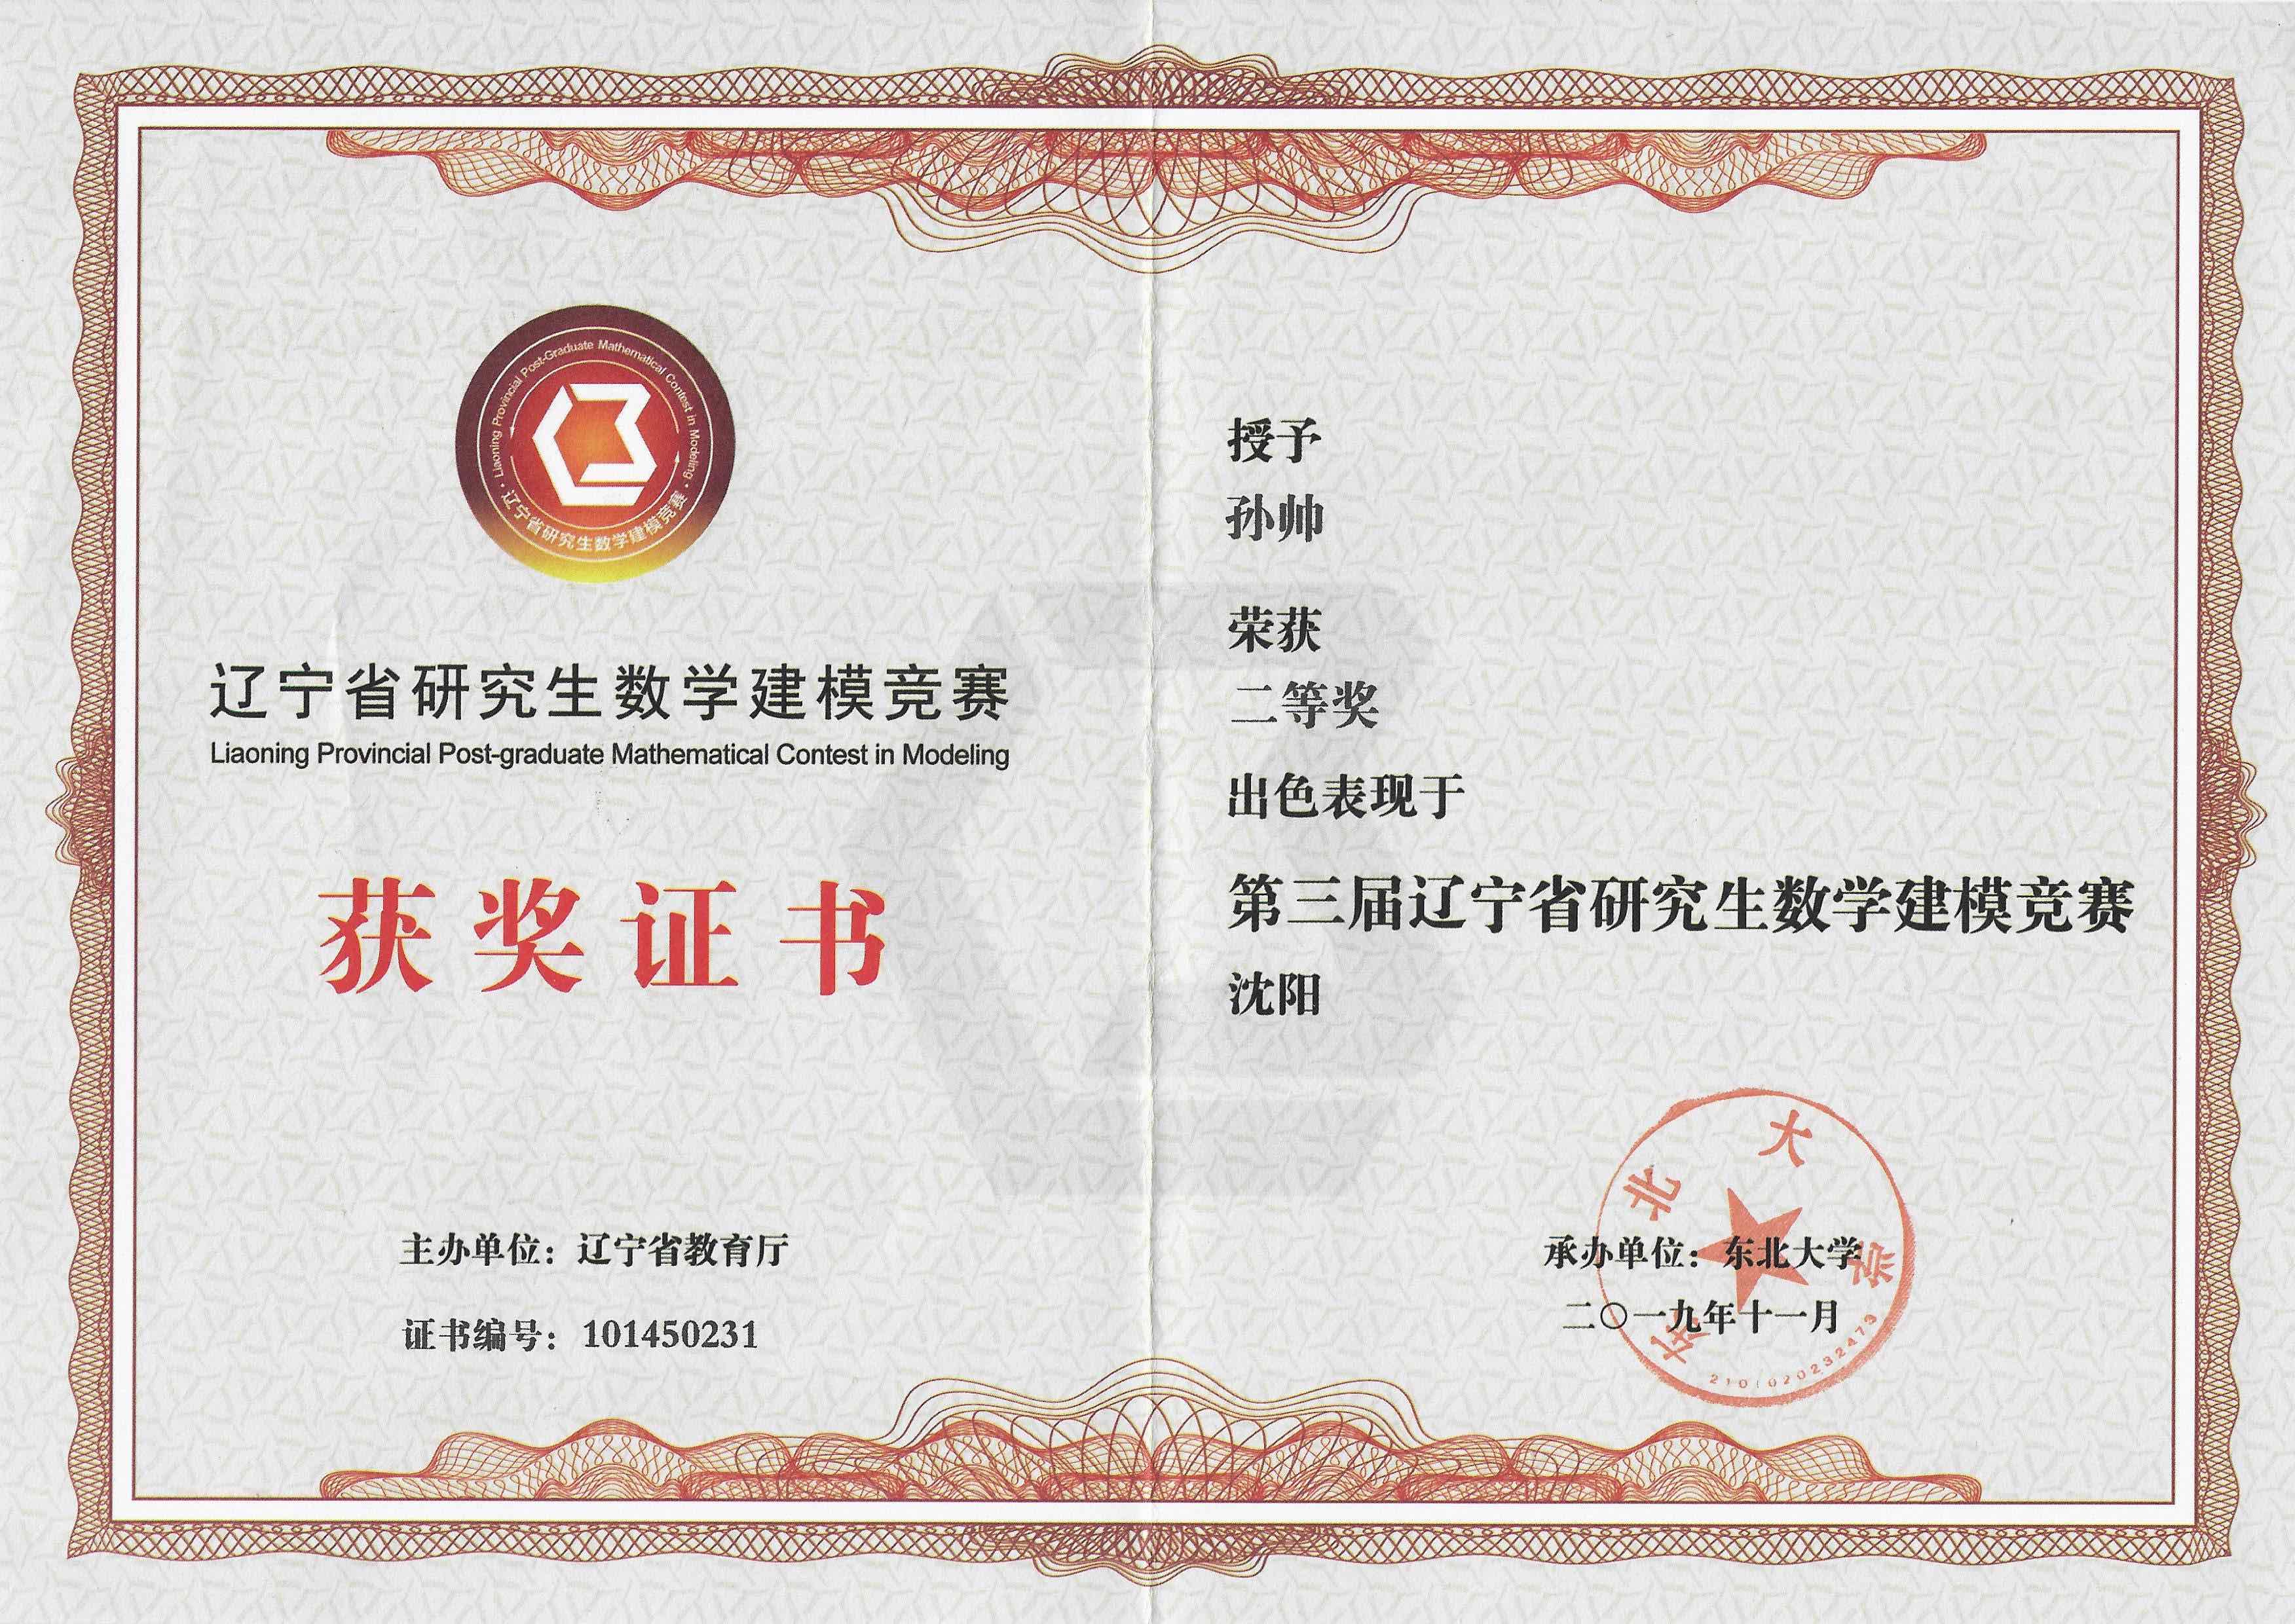 Liaoning Provincial Post-Graduate Mathematical Contest in Modeling
辽宁省研究生数学建模竞赛
辽宁省研究生数学建模竞赛
Liaoning Provincial Post-graduate Mathematical Contest in Modeling
获奖证书
主办单位：辽宁省教育厅
证书编号：101450231
授予
孙帅
荣获
二等奖
出色表现于
第三届辽宁省研究生数学建模竞赛
沈阳
承办单位：东北大学
二〇一九年十一月
东北大学
2101020232473